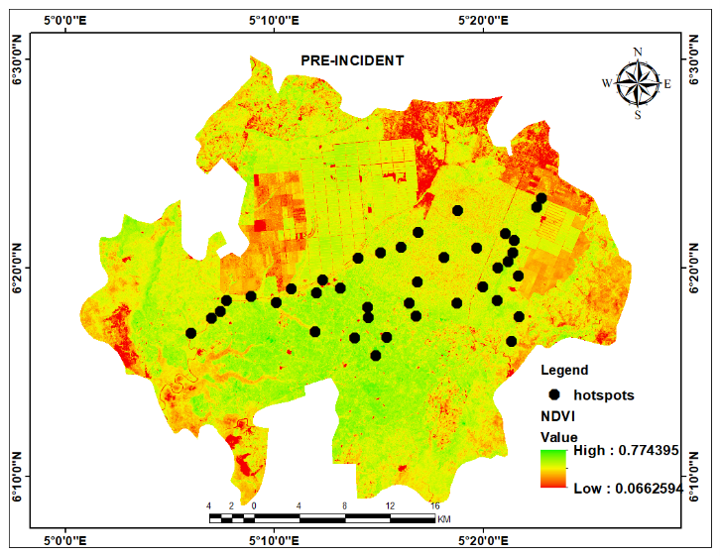 5°0'0"E 5°10'0"E 5°20'0"E
PRE-INCIDENT
N
W E
S
6°30'0"N 6°30'0"N
6°20'0"N 6°20'0"N
6°10'0"N 6°10'0"N
Legend
hotspots
NDVI
Value
High : 0.774395
Low : 0.0662594
4 2 0 4 8 12 16
KM
5°0'0"E 5°10'0"E 5°20'0"E